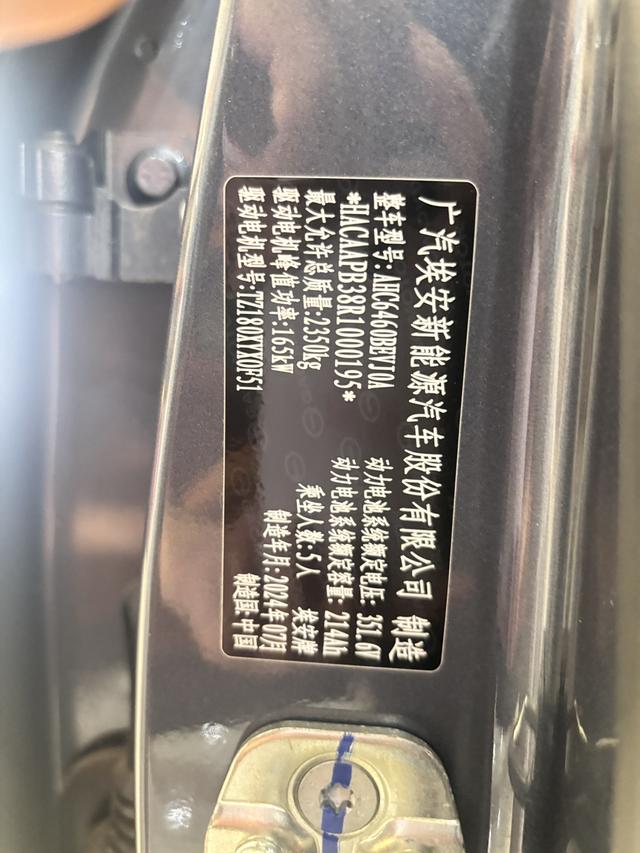 广汽埃安新能源汽车股份有限公司 制造
整车型号:AHC6460BEVJ0A 动力电池系统额定电压: 351.6V
*HACAAPB38R1000195* 动力电池系统额定容量: 214Ah
最大允许总质量:2350kg 乘坐人数:5人 埃安牌
驱动电机峰值功率:165kW 制造年月:2024年07月
驱动电机型号:TZ180XYX0F51 制造国:中国